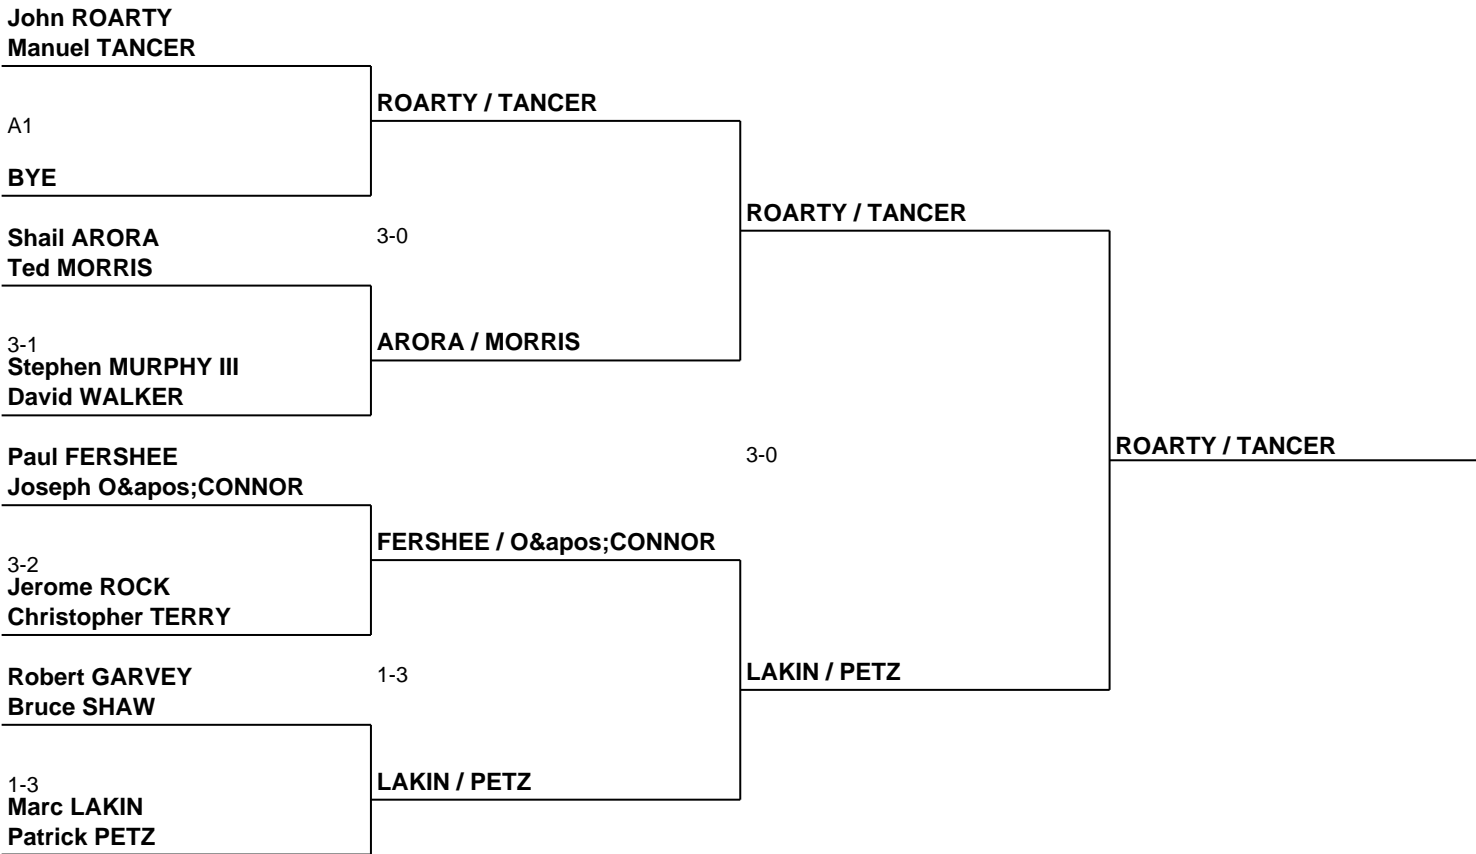 John ROARTY
Manuel TANCER
A1
BYE
Shail ARORA
Ted MORRIS
3-1
Stephen MURPHY III
David WALKER
Paul FERSHEE
Joseph O&apos;CONNOR
3-2
Jerome ROCK
Christopher TERRY
Robert GARVEY
Bruce SHAW
1-3
Marc LAKIN
Patrick PETZ
ROARTY / TANCER
3-0
ARORA / MORRIS
FERSHEE / O&apos;CONNOR
1-3
LAKIN / PETZ
ROARTY / TANCER
3-0
LAKIN / PETZ
ROARTY / TANCER